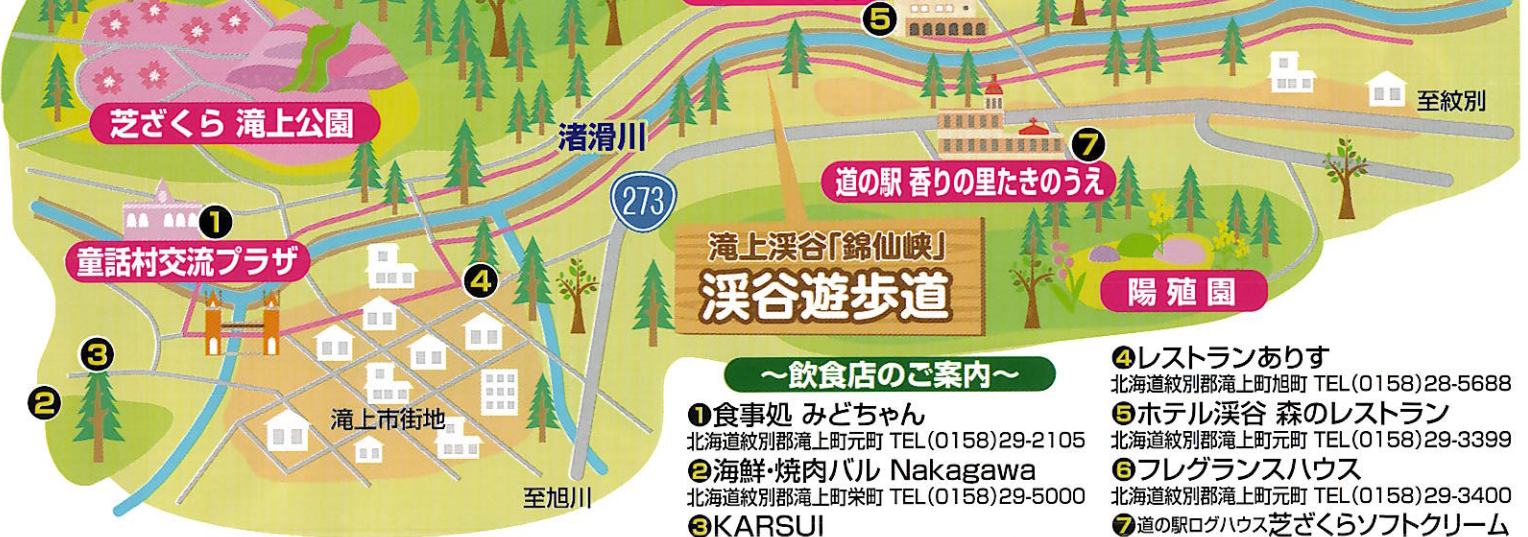 5
芝ざくら 滝上公園
渚滑川
至紋別
7
道の駅 香りの里たきのうえ
273
1
童話村交流プラザ
滝上渓谷「錦仙峡」
渓谷遊歩道
4
陽殖園
3
2
滝上市街地
至旭川
～飲食店のご案内～
❶食事処 みどちゃん
北海道紋別郡滝上町元町 TEL(0158)29-2105
❷海鮮・焼肉バル Nakagawa
北海道紋別郡滝上町栄町 TEL(0158)29-5000
❸KARSUI
❹レストランありす
北海道紋別郡滝上町旭町 TEL(0158)28-5688
❺ホテル渓谷 森のレストラン
北海道紋別郡滝上町元町 TEL(0158)29-3399
❻フレグランスハウス
北海道紋別郡滝上町元町 TEL(0158)29-3400
❼道の駅ログハウス芝ざくらソフトクリーム